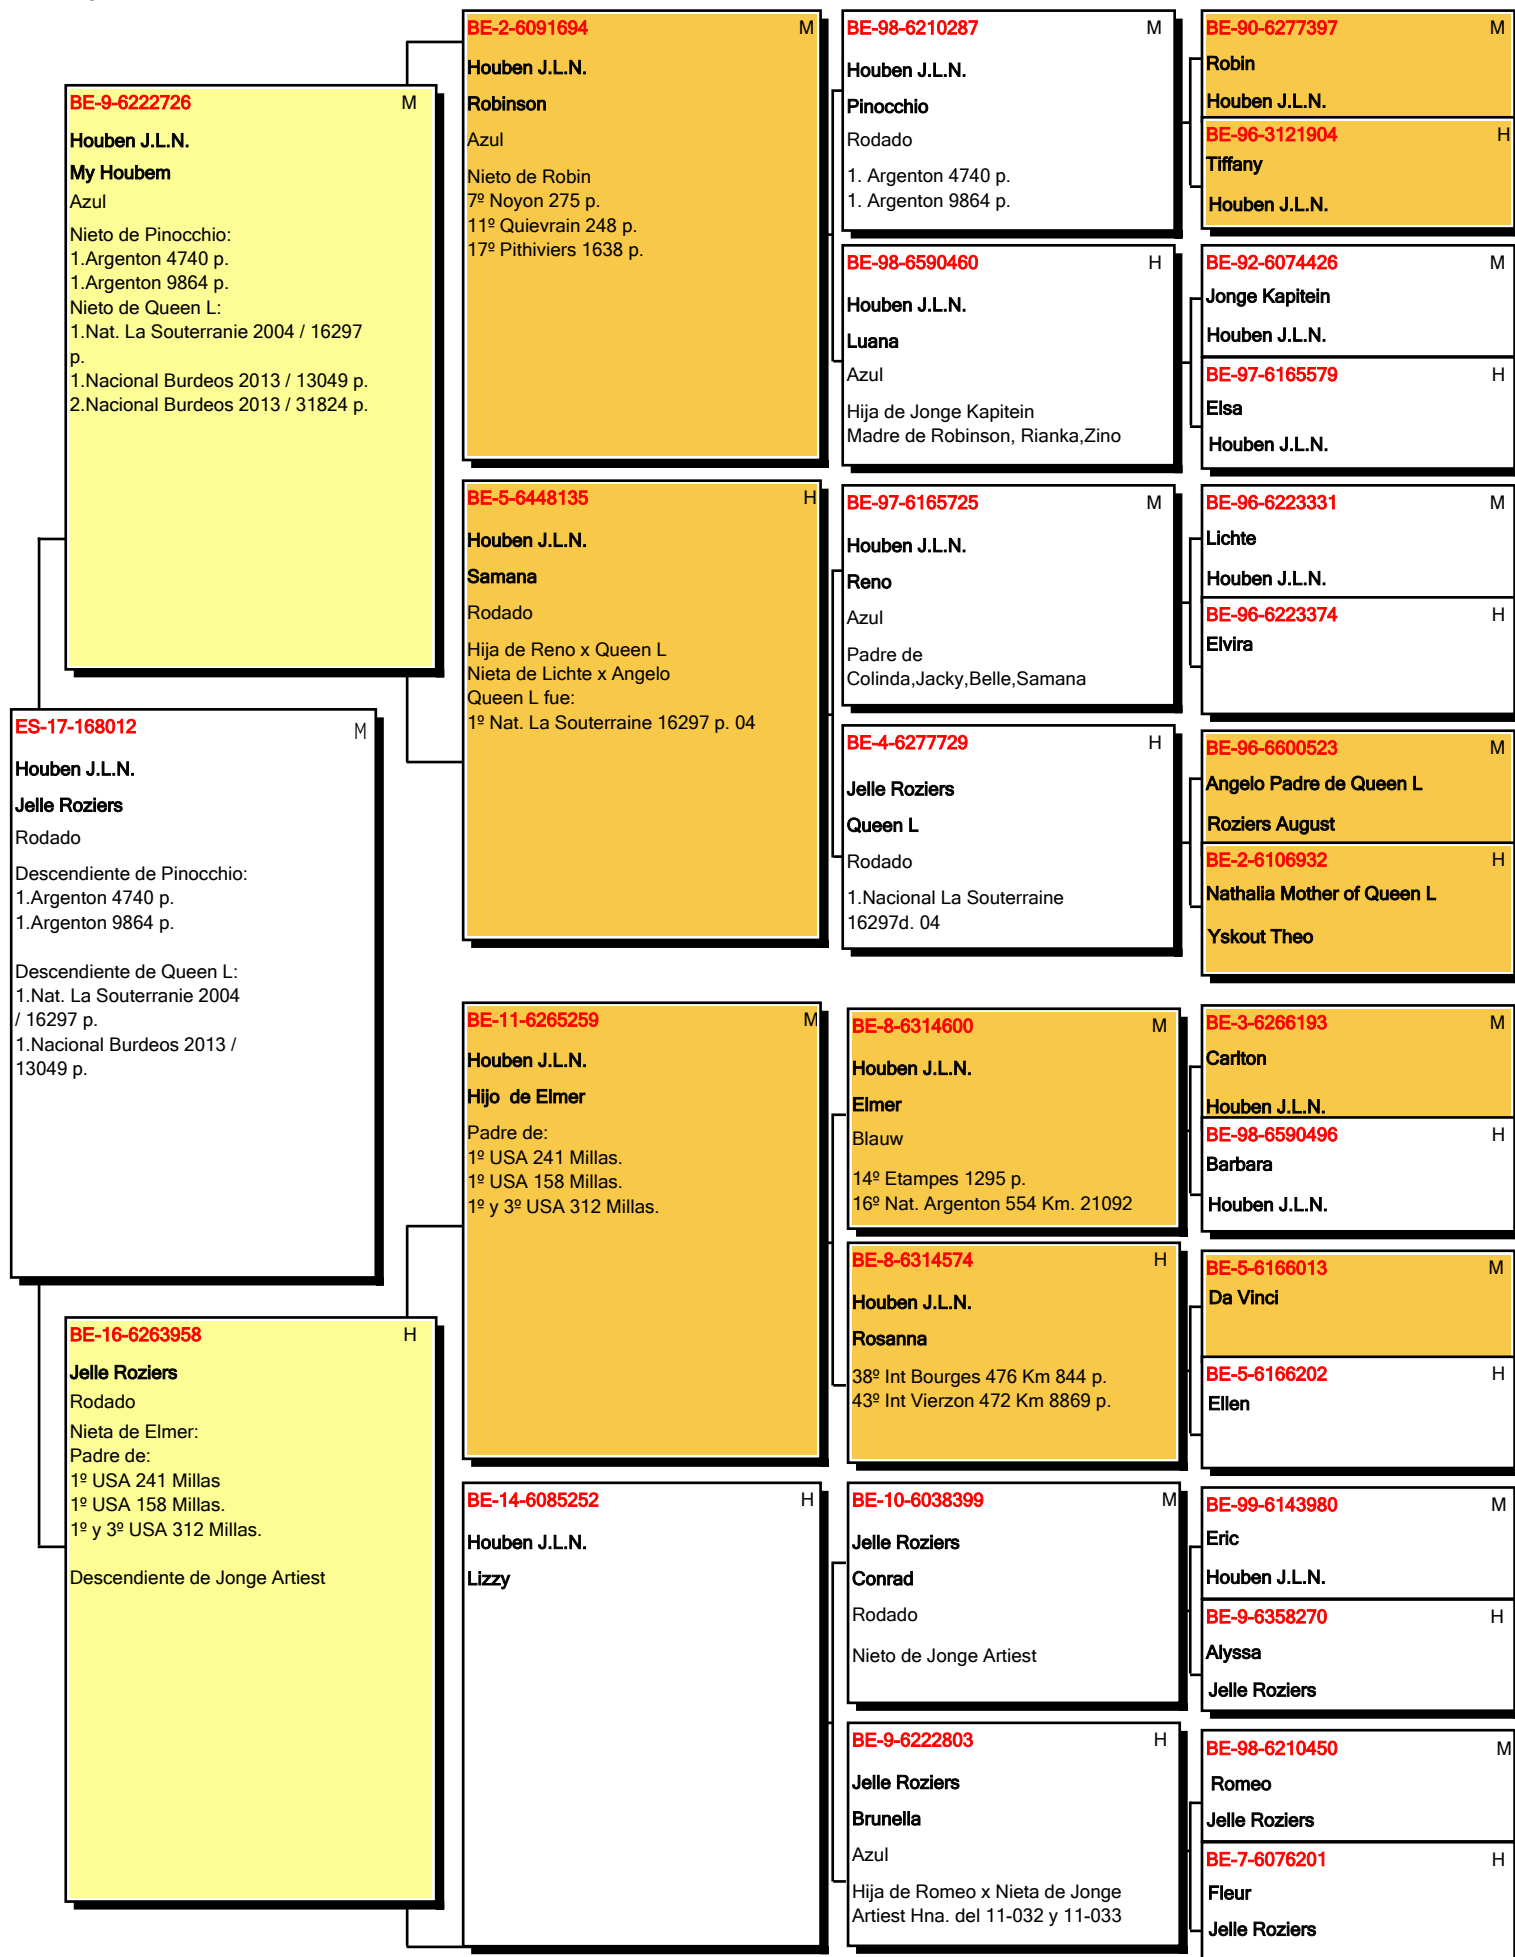 ES-17-168012 M
Houben J.L.N.
Jelle Roziers
Rodado
Descendiente de Pinocchio:
1.Argenton 4740 p.
1.Argenton 9864 p.
Descendiente de Queen L:
1.Nat. La Souterranie 2004
/ 16297 p.
1.Nacional Burdeos 2013 /
13049 p.
BE-9-6222726 M
Houben J.L.N.
My Houbem
Azul
Nieto de Pinocchio:
1.Argenton 4740 p.
1.Argenton 9864 p.
Nieto de Queen L:
1.Nat. La Souterranie 2004 / 16297
p.
1.Nacional Burdeos 2013 / 13049 p.
2.Nacional Burdeos 2013 / 31824 p.
BE-16-6263958 H
Jelle Roziers
Rodado
Nieta de Elmer:
Padre de:
1º USA 241 Millas
1º USA 158 Millas.
1º y 3º USA 312 Millas.
Descendiente de Jonge Artiest
BE-2-6091694 M
Houben J.L.N.
Robinson
Azul
Nieto de Robin
7º Noyon 275 p.
11º Quievrain 248 p.
17º Pithiviers 1638 p.
BE-5-6448135 H
Houben J.L.N.
Samana
Rodado
Hija de Reno x Queen L
Nieta de Lichte x Angelo
Queen L fue:
1º Nat. La Souterraine 16297 p. 04
BE-11-6265259 M
Houben J.L.N.
Hijo de Elmer
Padre de:
1º USA 241 Millas.
1º USA 158 Millas.
1º y 3º USA 312 Millas.
BE-14-6085252 H
Houben J.L.N.
Lizzy
BE-98-6210287 M
Houben J.L.N.
Pinocchio
Rodado
1. Argenton 4740 p.
1. Argenton 9864 p.
BE-98-6590460 H
Houben J.L.N.
Luana
Azul
Hija de Jonge Kapitein
Madre de Robinson, Rianka,Zino
BE-97-6165725 M
Houben J.L.N.
Reno
Azul
Padre de
Colinda,Jacky,Belle,Samana
BE-4-6277729 H
Jelle Roziers
Queen L
Rodado
1.Nacional La Souterraine
16297d. 04
BE-8-6314600 M
Houben J.L.N.
Elmer
Blauw
14º Etampes 1295 p.
16º Nat. Argenton 554 Km. 21092
BE-8-6314574 H
Houben J.L.N.
Rosanna
38º Int Bourges 476 Km 844 p.
43º Int Vierzon 472 Km 8869 p.
BE-10-6038399 M
Jelle Roziers
Conrad
Rodado
Nieto de Jonge Artiest
BE-9-6222803 H
Jelle Roziers
Brunella
Azul
Hija de Romeo x Nieta de Jonge
Artiest Hna. del 11-032 y 11-033
BE-90-6277397 M
Robin
Houben J.L.N.
BE-96-3121904 H
Tiffany
Houben J.L.N.
BE-92-6074426 M
Jonge Kapitein
Houben J.L.N.
BE-97-6165579 H
Elsa
Houben J.L.N.
BE-96-6223331 M
Lichte
Houben J.L.N.
BE-96-6223374 H
Elvira
BE-96-6600523 M
Angelo Padre de Queen L
Roziers August
BE-2-6106932 H
Nathalia Mother of Queen L
Yskout Theo
BE-3-6266193 M
Carlton
Houben J.L.N.
BE-98-6590496 H
Barbara
Houben J.L.N.
BE-5-6166013 M
Da Vinci
BE-5-6166202 H
Ellen
BE-99-6143980 M
Eric
Houben J.L.N.
BE-9-6358270 H
Alyssa
Jelle Roziers
BE-98-6210450 M
Romeo
Jelle Roziers
BE-7-6076201 H
Fleur
Jelle Roziers